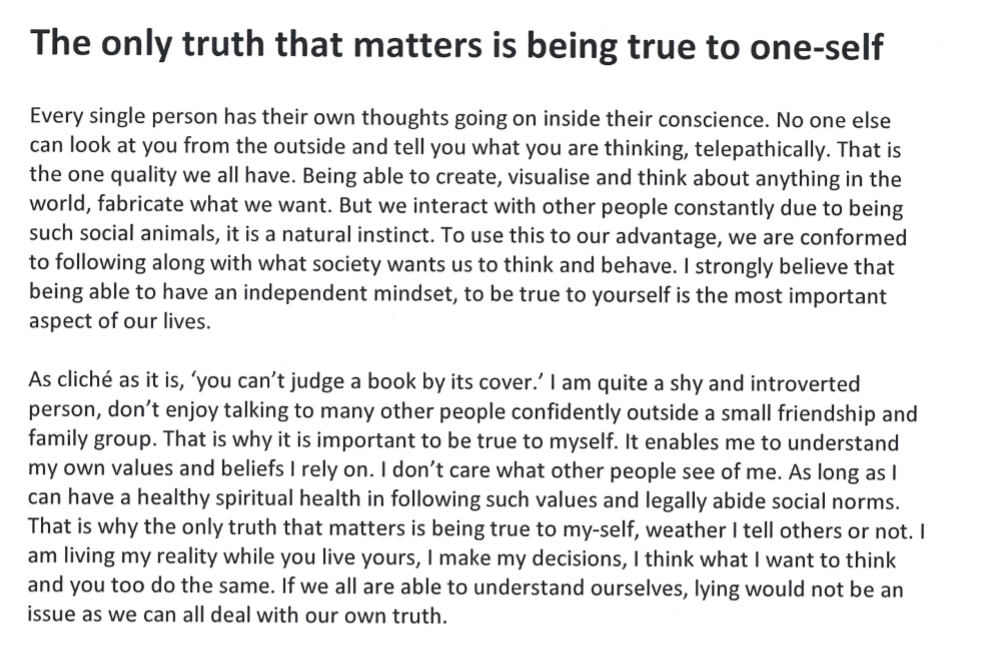 The only truth that matters is being true to one-self
Every single person has their own thoughts going on inside their conscience. No one else
can look at you from the outside and tell you what you are thinking, telepathically. That is
the one quality we all have. Being able to create, visualise and think about anything in the
world, fabricate what we want. But we interact with other people constantly due to being
such social animals, it is a natural instinct. To use this to our advantage, we are conformed
to following along with what society wants us to think and behave. I strongly believe that
being able to have an independent mindset, to be true to yourself is the most important
aspect of our lives.
As cliché as it is, ‘you can’t judge a book by its cover.’ I am quite a shy and introverted
person, don’t enjoy talking to many other people confidently outside a small friendship and
family group. That is why it is important to be true to myself. It enables me to understand
my own values and beliefs I rely on. I don’t care what other people see of me. As long as I
can have a healthy spiritual health in following such values and legally abide social norms.
That is why the only truth that matters is being true to my-self, weather I tell others or not. I
am living my reality while you live yours, I make my decisions, I think what I want to think
and you too do the same. If we all are able to understand ourselves, lying would not be an
issue as we can all deal with our own truth.